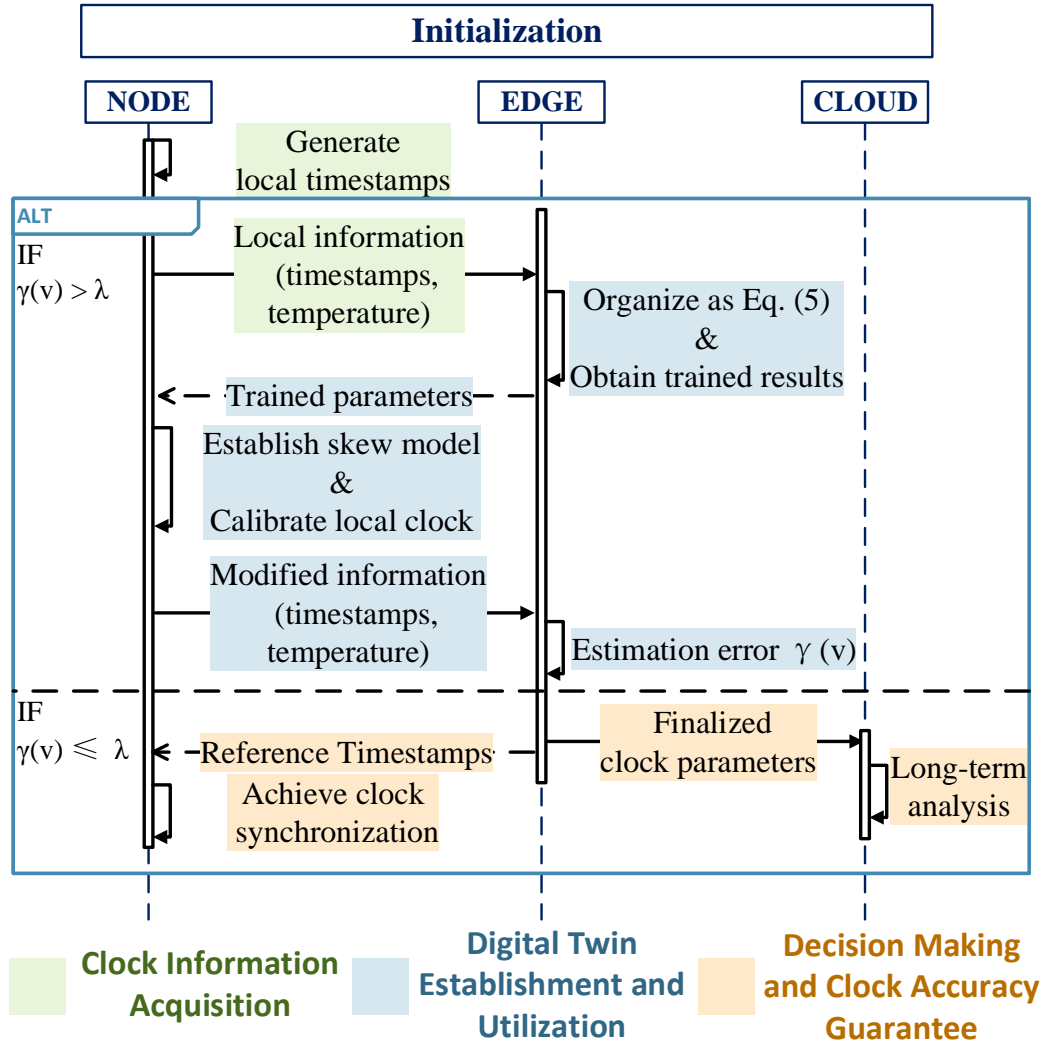 Initialization
NODE
EDGE
CLOUD
Generate
local timestamps
ALT
IF
γ(v) > λ
Local information
(timestamps,
temperature)
Organize as Eq. (5)
&
Obtain trained results
Trained parameters
Establish skew model
&
Calibrate local clock
Modified information
(timestamps,
temperature)
Estimation error γ (v)
IF
γ(v) ≤ λ
Reference Timestamps
Finalized
clock parameters
Achieve clock
synchronization
Long-term
analysis
Clock Information
Acquisition
Digital Twin
Establishment and
Utilization
Decision Making
and Clock Accuracy
Guarantee